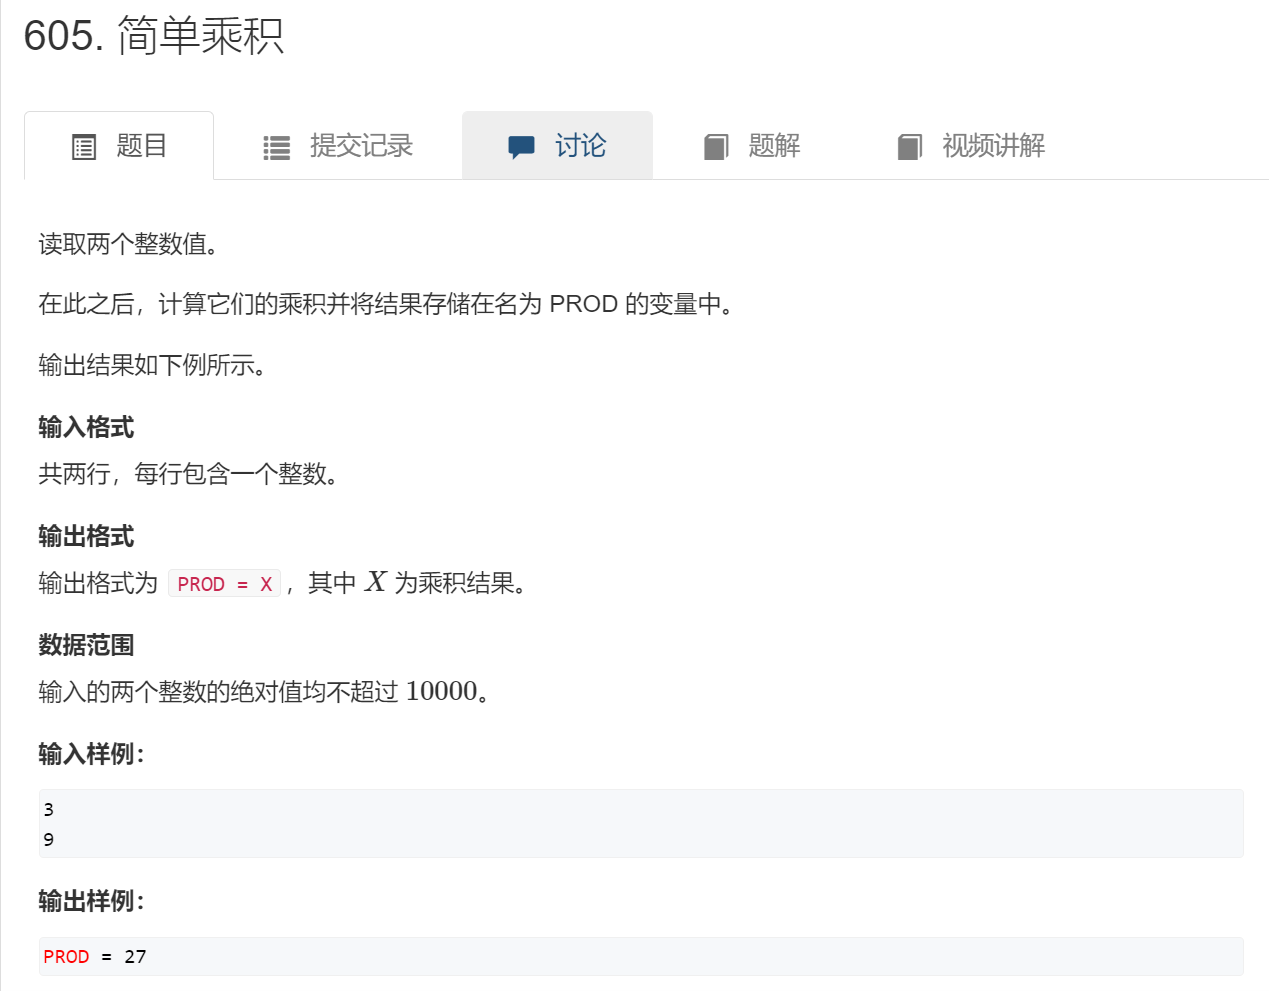 605. 简单乘积
题目 提交记录 讨论 题解 视频讲解
读取两个整数值。
在此之后，计算它们的乘积并将结果存储在名为 PROD 的变量中。
输出结果如下例所示。
输入格式
共两行，每行包含一个整数。
输出格式
输出格式为 PROD = X，其中 X 为乘积结果。
数据范围
输入的两个整数的绝对值均不超过 10000。
输入样例：
3
9
输出样例：
PROD = 27